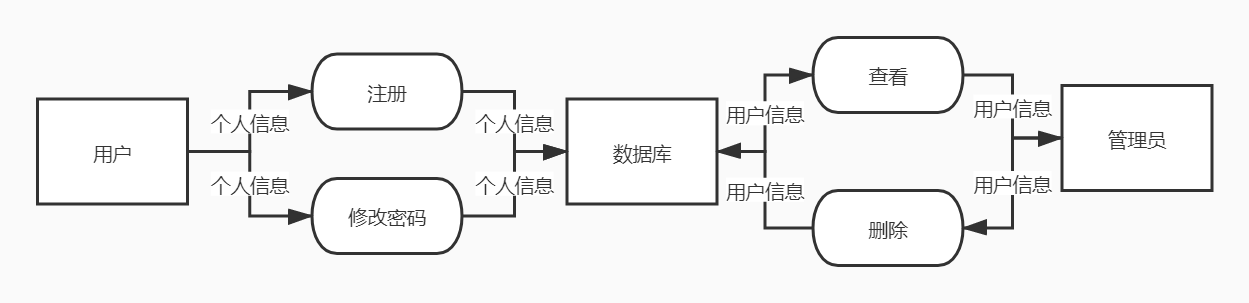 用户
个人信息
个人信息
注册
修改密码
个人信息
个人信息
数据库
用户信息
用户信息
查看
删除
用户信息
用户信息
管理员